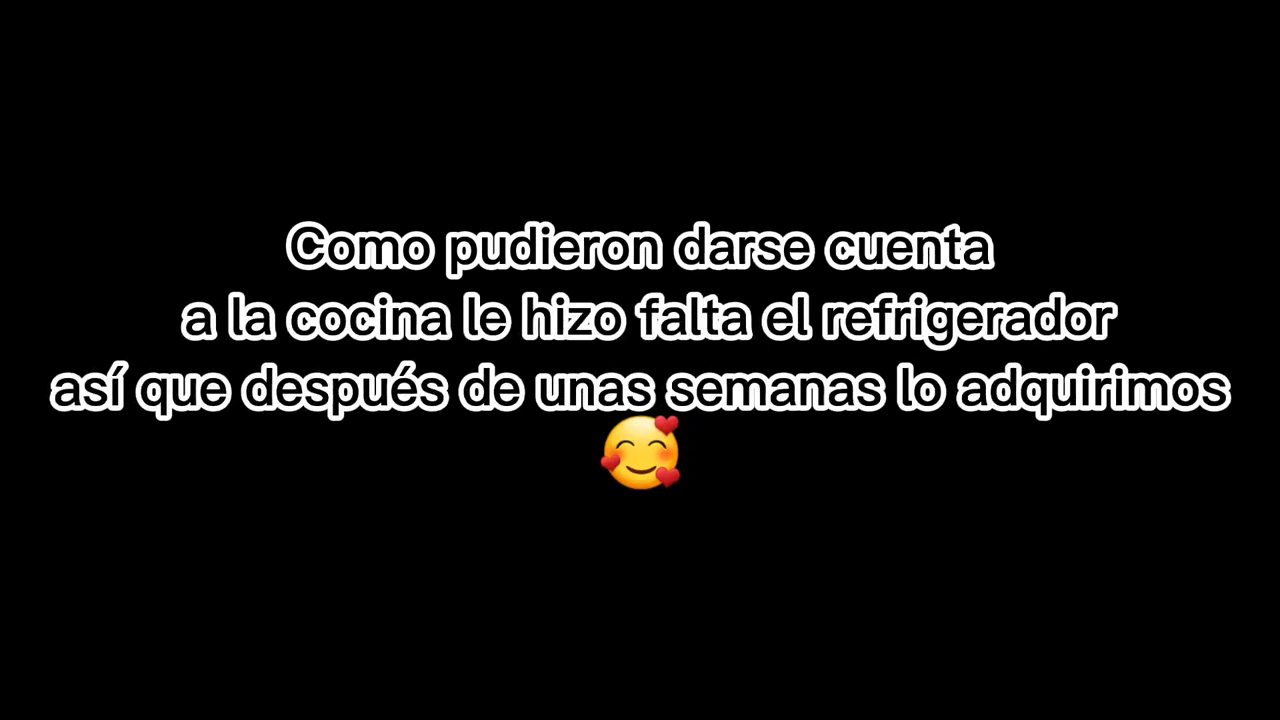 Como pudieron darse cuenta
a la cocina le hizo falta el refrigerador
así que después de unas semanas lo adquirimos
🥰